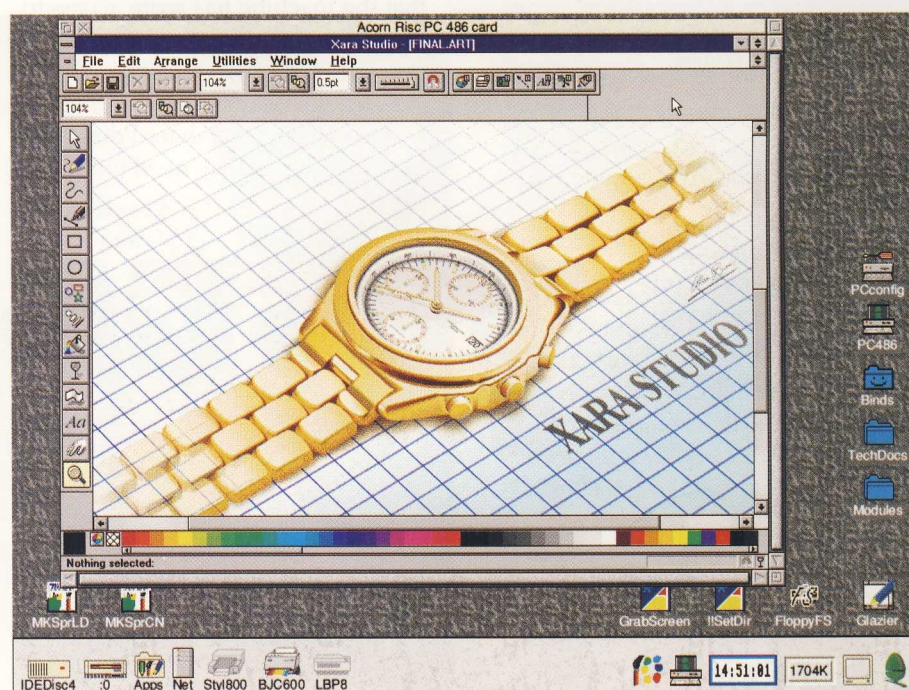 Acorn Risc PC 486 card
Xara Studio - [FINAL.ART]
File Edit Arrange Utilities Window Help
104% 0.5pt
104%
XARA STUDIO
Aa
Nothing selected:
PCconfig
PC486
Binds
TechDocs
Modules
MKSprLD MKSprCN GrabScreen !!SetDir FloppyFS Glazier
IDEDisc4 :0 Apps Net Styl800 BJC600 LBP8 14:51:01 1704K